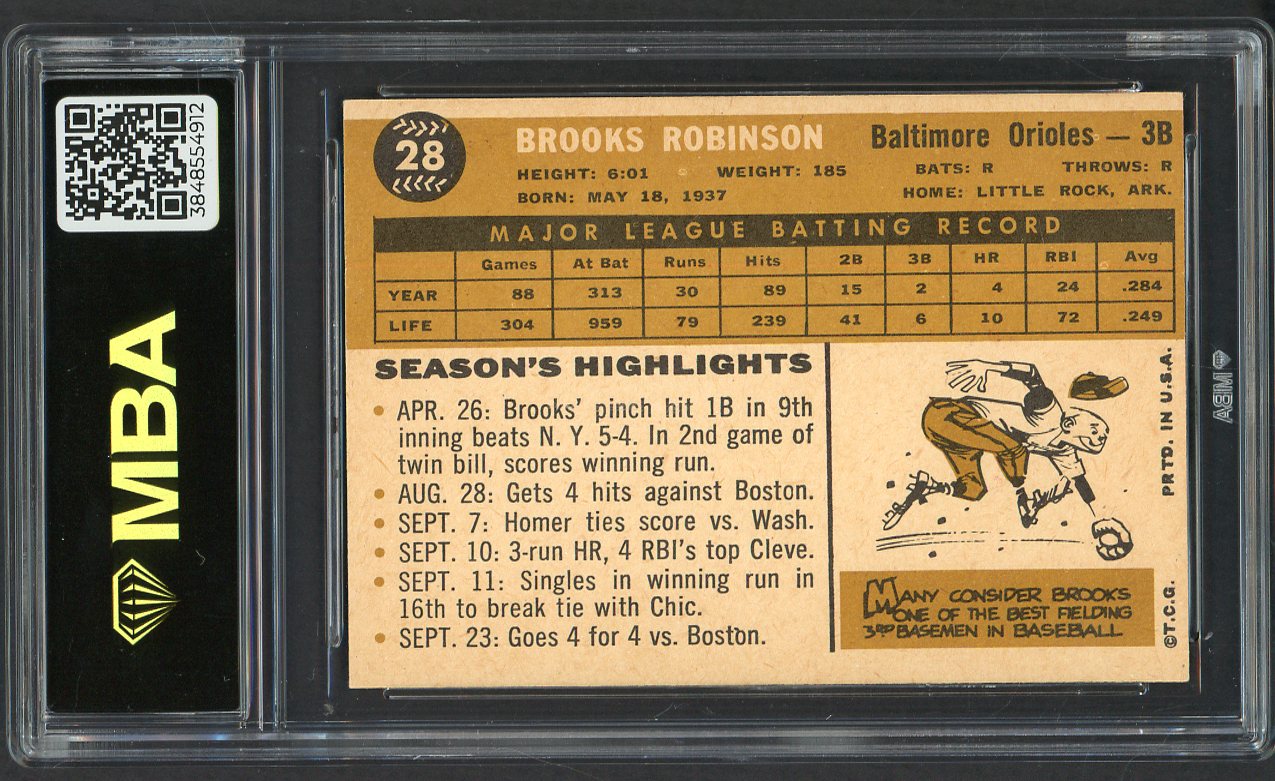 3848554912
MBA
28
BROOKS ROBINSON Baltimore Orioles — 3B
HEIGHT: 6:01 WEIGHT: 185 BATS: R THROWS: R
BORN: MAY 18, 1937 HOME: LITTLE ROCK, ARK.
MAJOR LEAGUE BATTING RECORD
Games At Bat Runs Hits 2B 3B HR RBI Avg
YEAR 88 313 30 89 15 2 4 24 .284
LIFE 304 959 79 239 41 6 10 72 .249
SEASON'S HIGHLIGHTS
• APR. 26: Brooks' pinch hit 1B in 9th
inning beats N. Y. 5-4. In 2nd game of
twin bill, scores winning run.
• AUG. 28: Gets 4 hits against Boston.
• SEPT. 7: Homer ties score vs. Wash.
• SEPT. 10: 3-run HR, 4 RBI's top Cleve.
• SEPT. 11: Singles in winning run in
16th to break tie with Chic.
• SEPT. 23: Goes 4 for 4 vs. Boston.
MANY CONSIDER BROOKS
ONE OF THE BEST FIELDING
3RD BASEMEN IN BASEBALL
©T.C.G. PRTD. IN U.S.A.
MBA